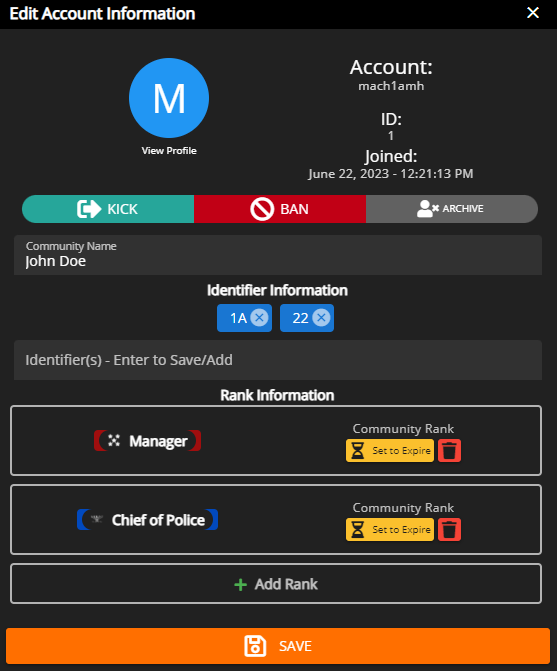 Edit Account Information
M
View Profile
Account:
mach1amh
ID:
1
Joined:
June 22, 2023 - 12:21:13 PM
KICK
BAN
ARCHIVE
Community Name
John Doe
Identifier Information
1A
22
Identifier(s) - Enter to Save/Add
Rank Information
Manager
Community Rank
Set to Expire
Chief of Police
Community Rank
Set to Expire
Add Rank
SAVE